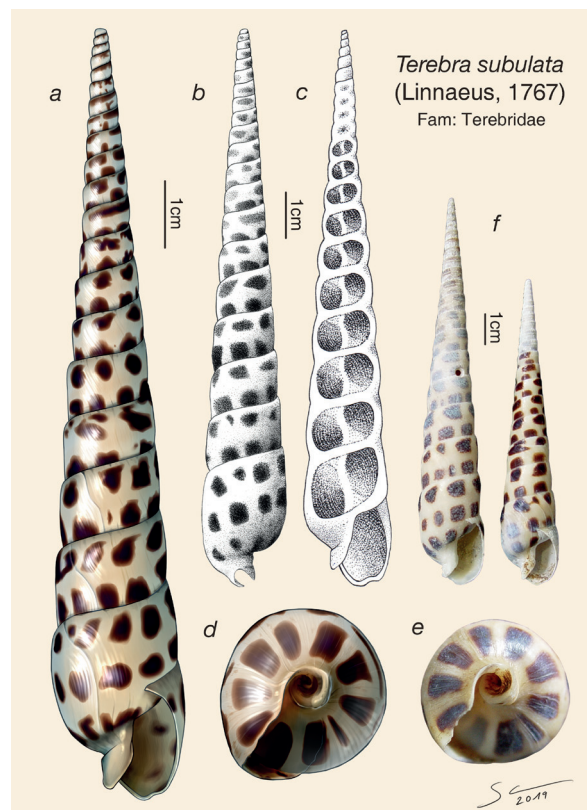 Terebra subulata
(Linnaeus, 1767)
Fam: Terebridae
a
b
c
1cm
1cm
f
1cm
d
e
2019